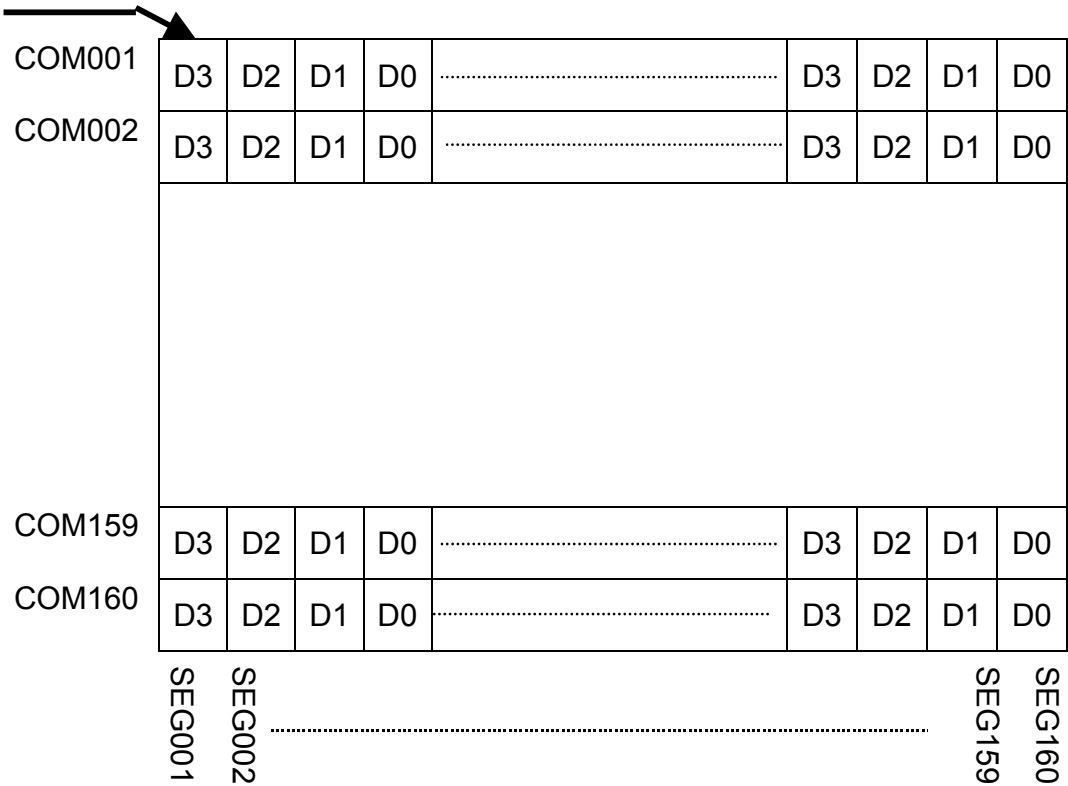 COM001 D3 D2 D1 D0 D3 D2 D1 D0
COM002 D3 D2 D1 D0 D3 D2 D1 D0
COM159 D3 D2 D1 D0 D3 D2 D1 D0
COM160 D3 D2 D1 D0 D3 D2 D1 D0
SEG001 SEG002 SEG159 SEG160